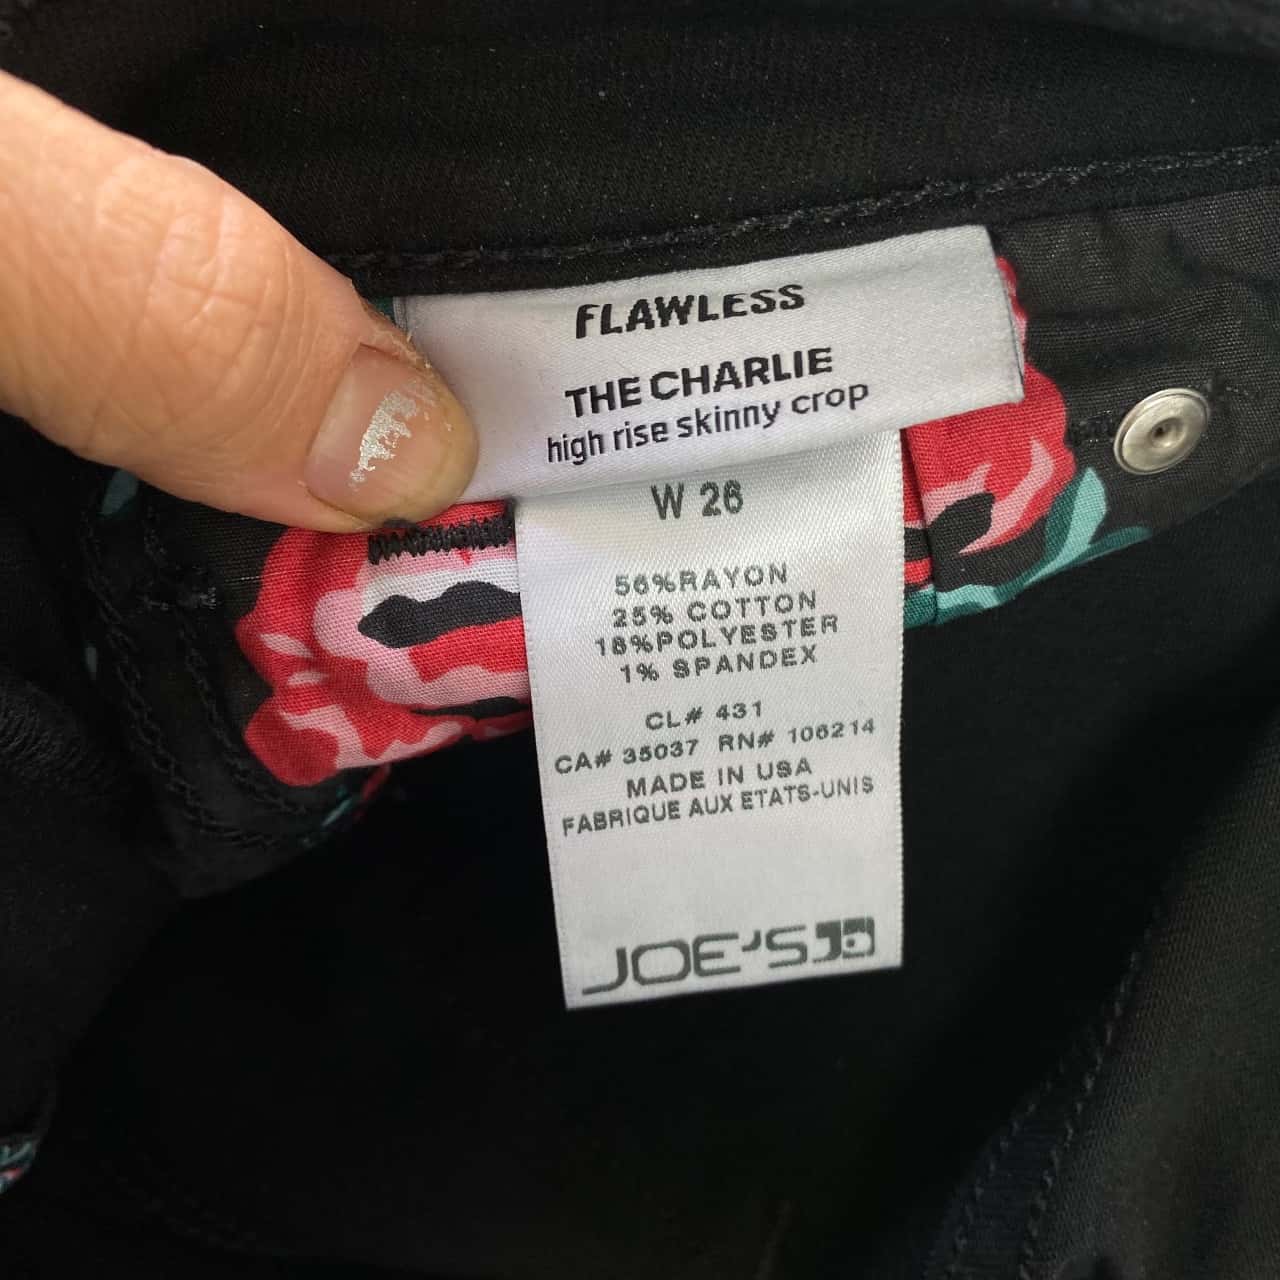 FLAWLESS
THE CHARLIE
high rise skinny crop
W 26
56%RAYON
25% COTTON
18%POLYESTER
1% SPANDEX
CL# 431
CA# 35037 RN# 106214
MADE IN USA
FABRIQUE AUX ETATS-UNIS
JOE'S